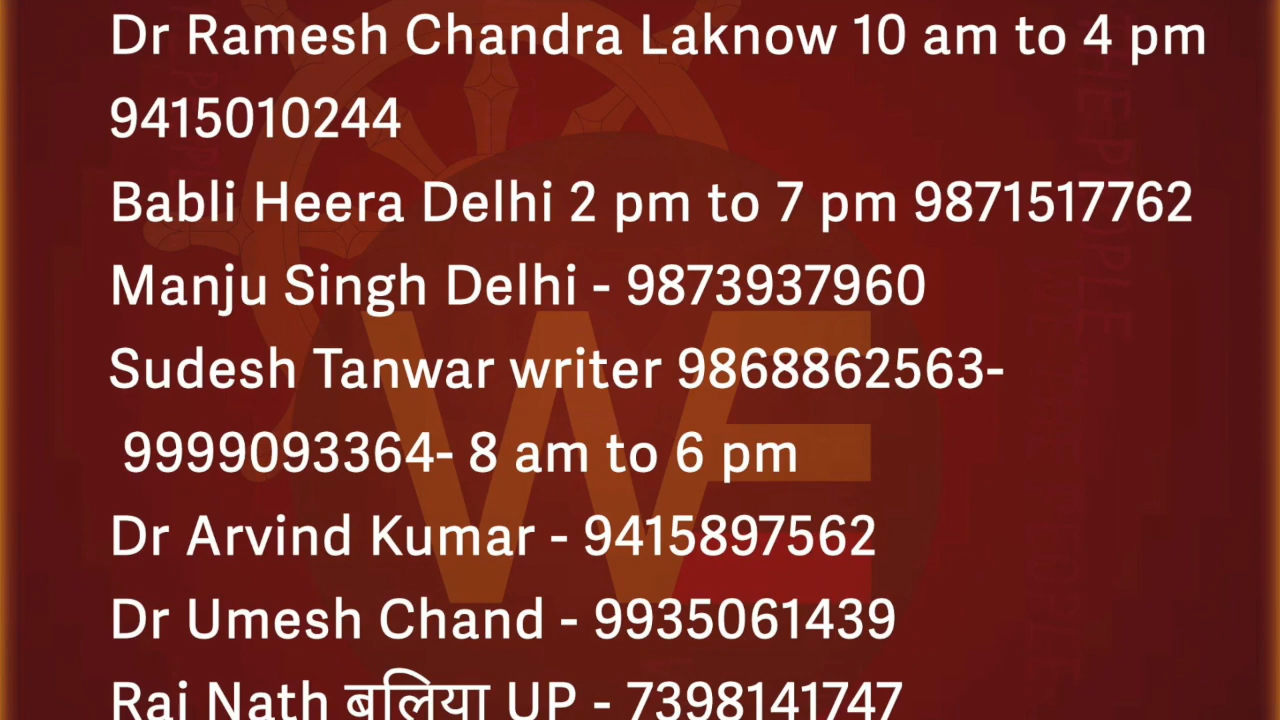 Dr Ramesh Chandra Laknow 10 am to 4 pm
9415010244
Babli Heera Delhi 2 pm to 7 pm 9871517762
Manju Singh Delhi - 9873937960
Sudesh Tanwar writer 9868862563-
9999093364- 8 am to 6 pm
Dr Arvind Kumar - 9415897562
Dr Umesh Chand - 9935061439
Raj Nath बलिया UP - 7398141747
WE